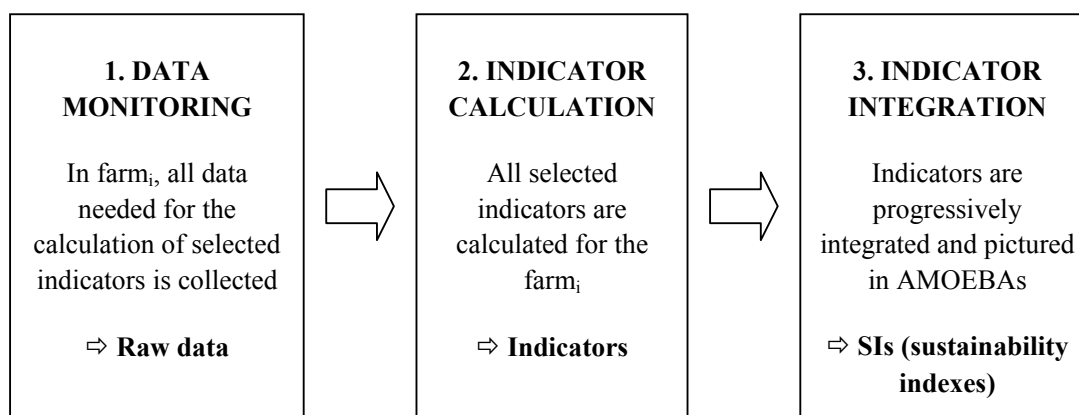 1. DATA
MONITORING
In farmi, all data
needed for the
calculation of selected
indicators is collected
⇨ Raw data
2. INDICATOR
CALCULATION
All selected
indicators are
calculated for the
farmi
⇨ Indicators
3. INDICATOR
INTEGRATION
Indicators are
progressively
integrated and pictured
in AMOEBAs
⇨ SIs (sustainability
indexes)